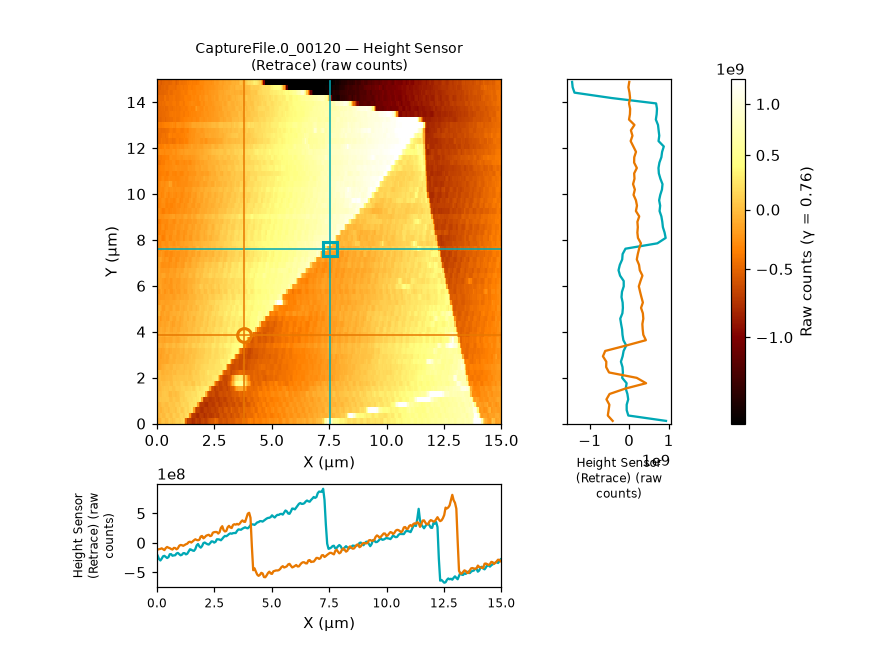 CaptureFile.0_00120 — Height Sensor
(Retrace) (raw counts)
14
12
10
8
6
4
2
0
Y (μm)
0.0 2.5 5.0 7.5 10.0 12.5 15.0
X (μm)
−1 0 1
1e9
Height Sensor
(Retrace) (raw
counts)
1e9
1.0
0.5
0.0
−0.5
−1.0
Raw counts (γ = 0.76)
1e8
5
0
−5
Height Sensor
(Retrace) (raw
counts)
0.0 2.5 5.0 7.5 10.0 12.5 15.0
X (μm)